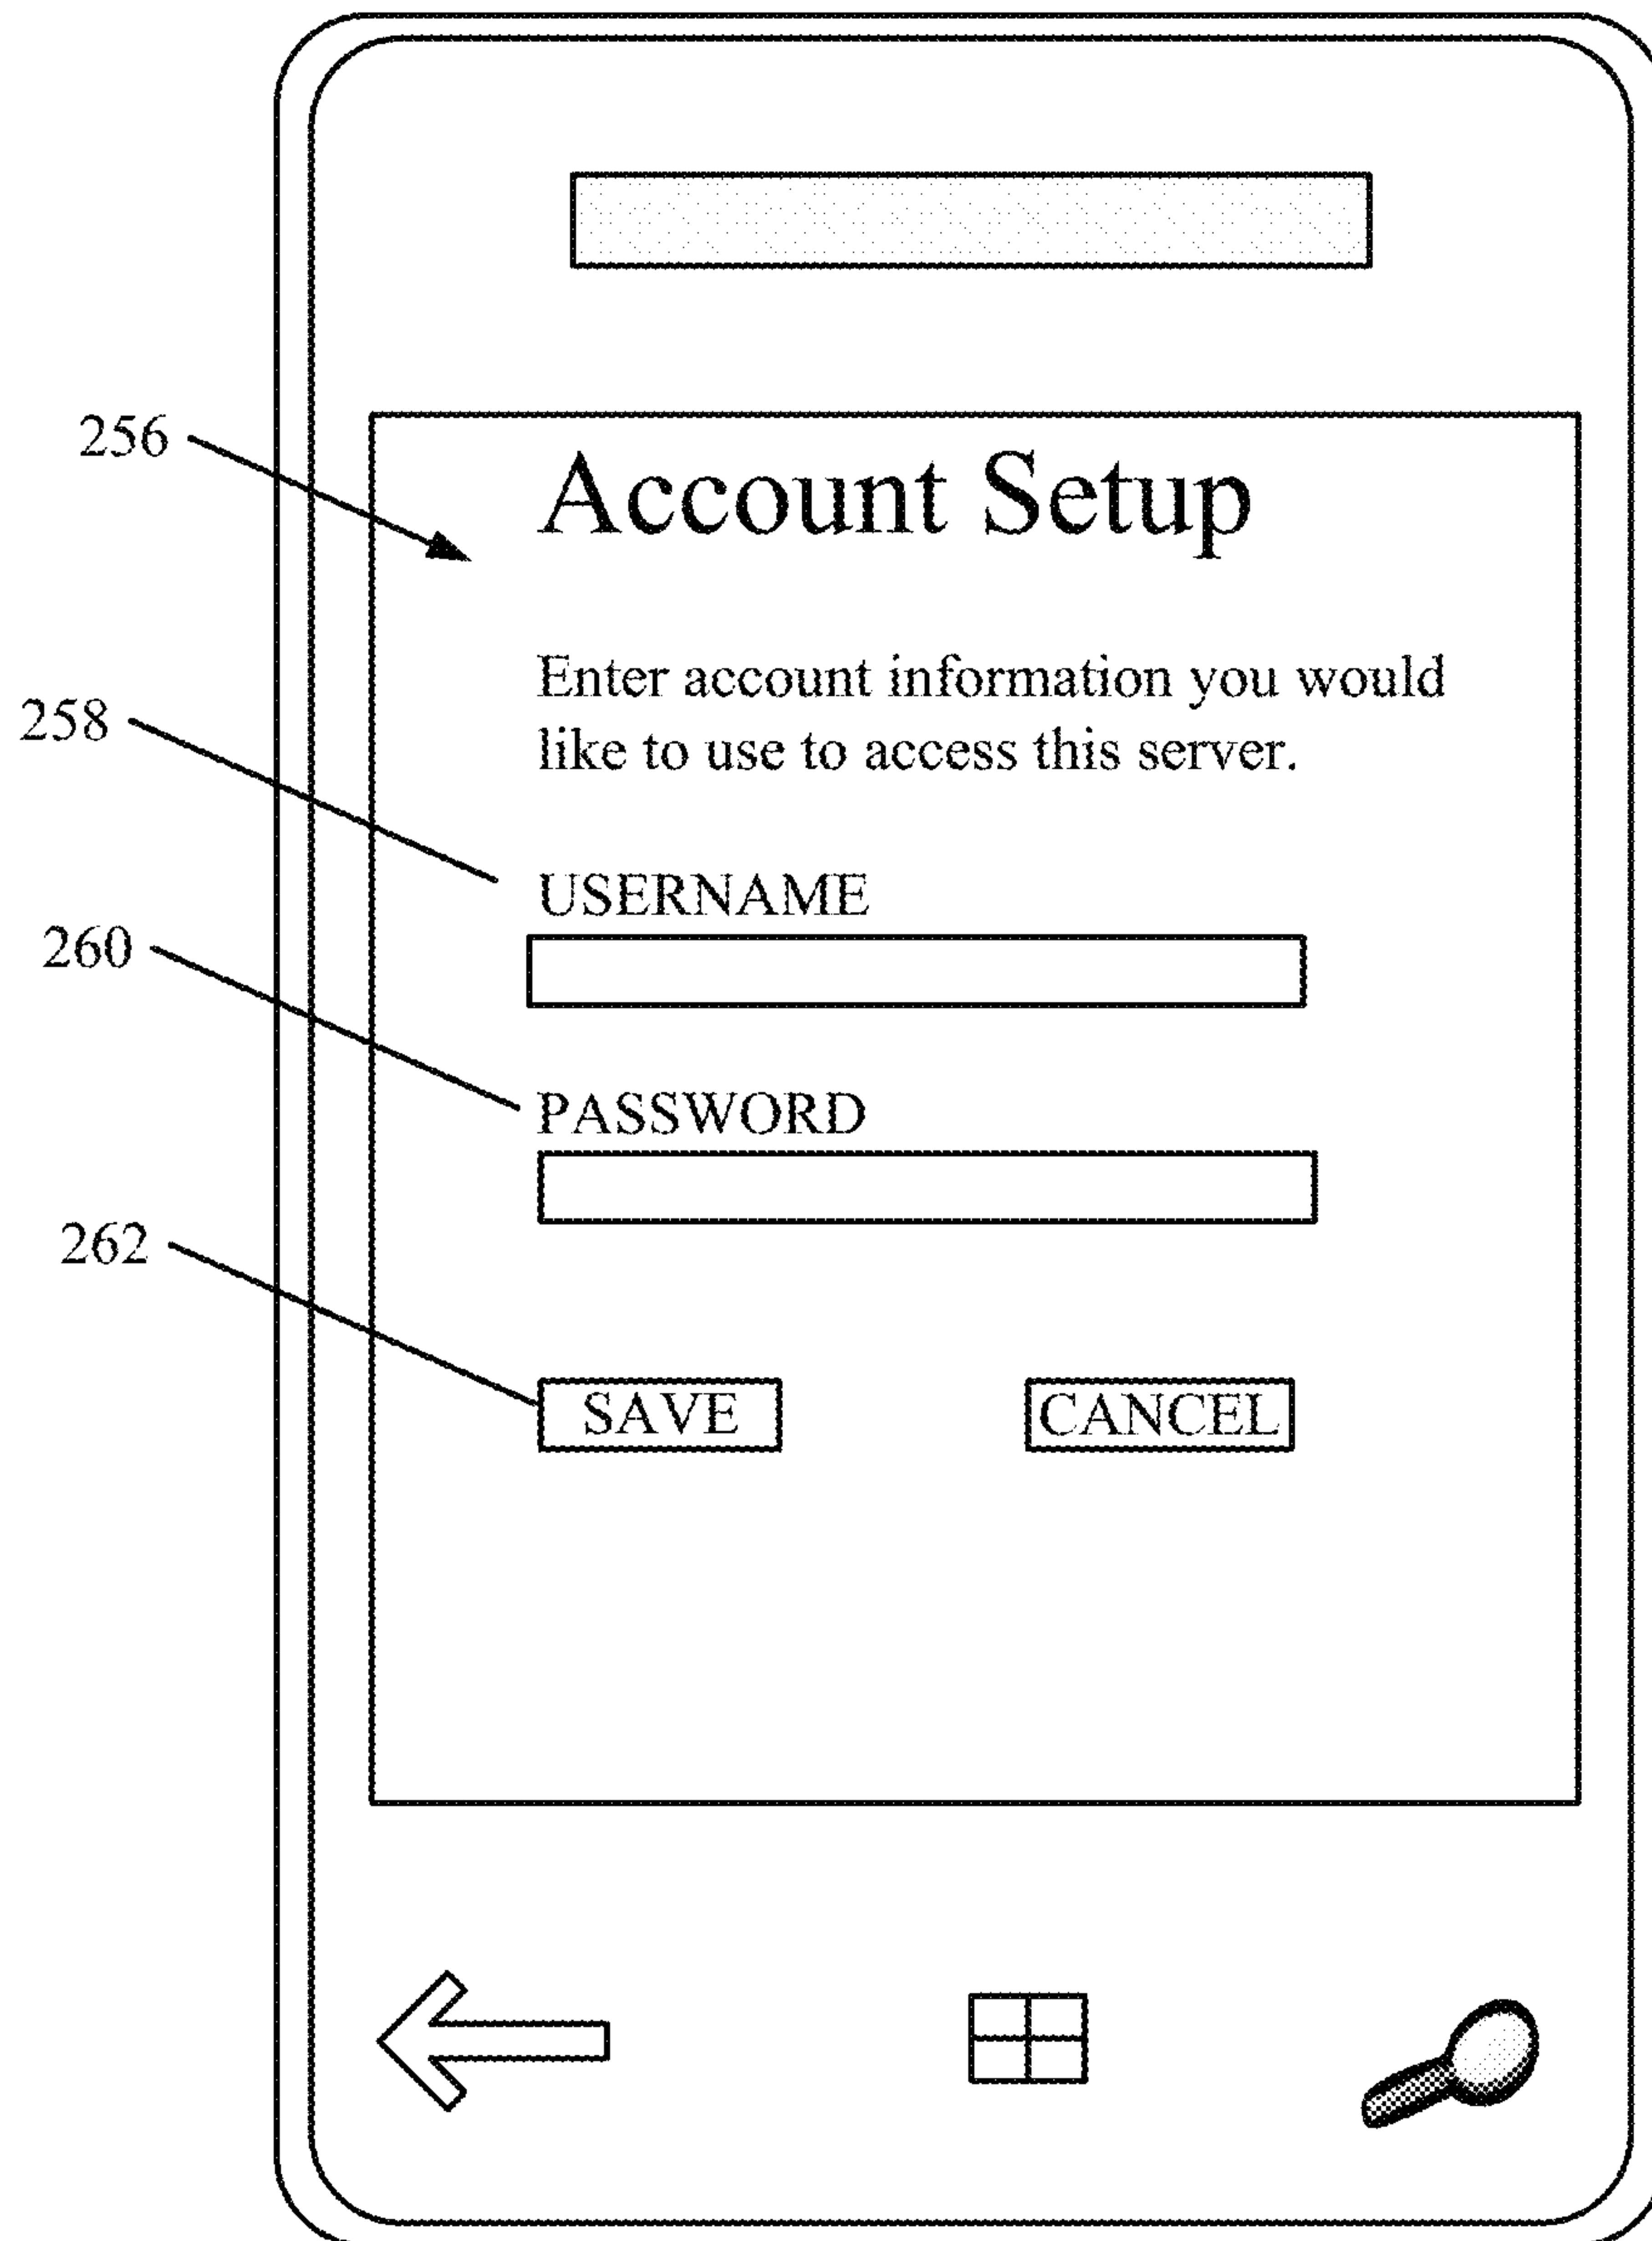 256
Account Setup
Enter account information you would
like to use to access this server.
258
USERNAME
260
PASSWORD
262
SAVE
CANCEL